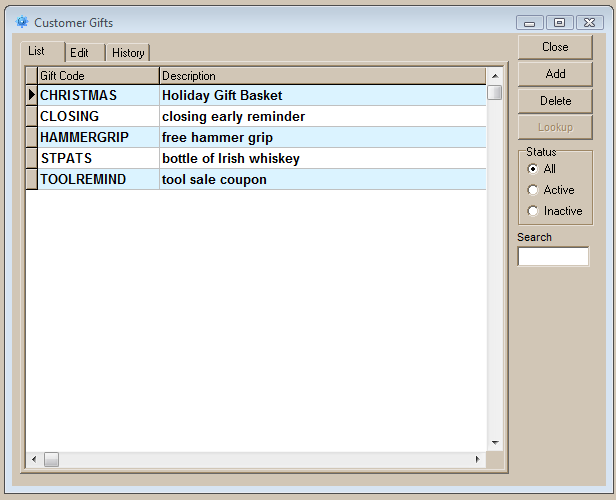 Customer Gifts
List Edit History
Gift Code Description
CHRISTMAS Holiday Gift Basket
CLOSING closing early reminder
HAMMERGRIP free hammer grip
STPATS bottle of Irish whiskey
TOOLREMIND tool sale coupon
Close
Add
Delete
Lookup
Status
All
Active
Inactive
Search